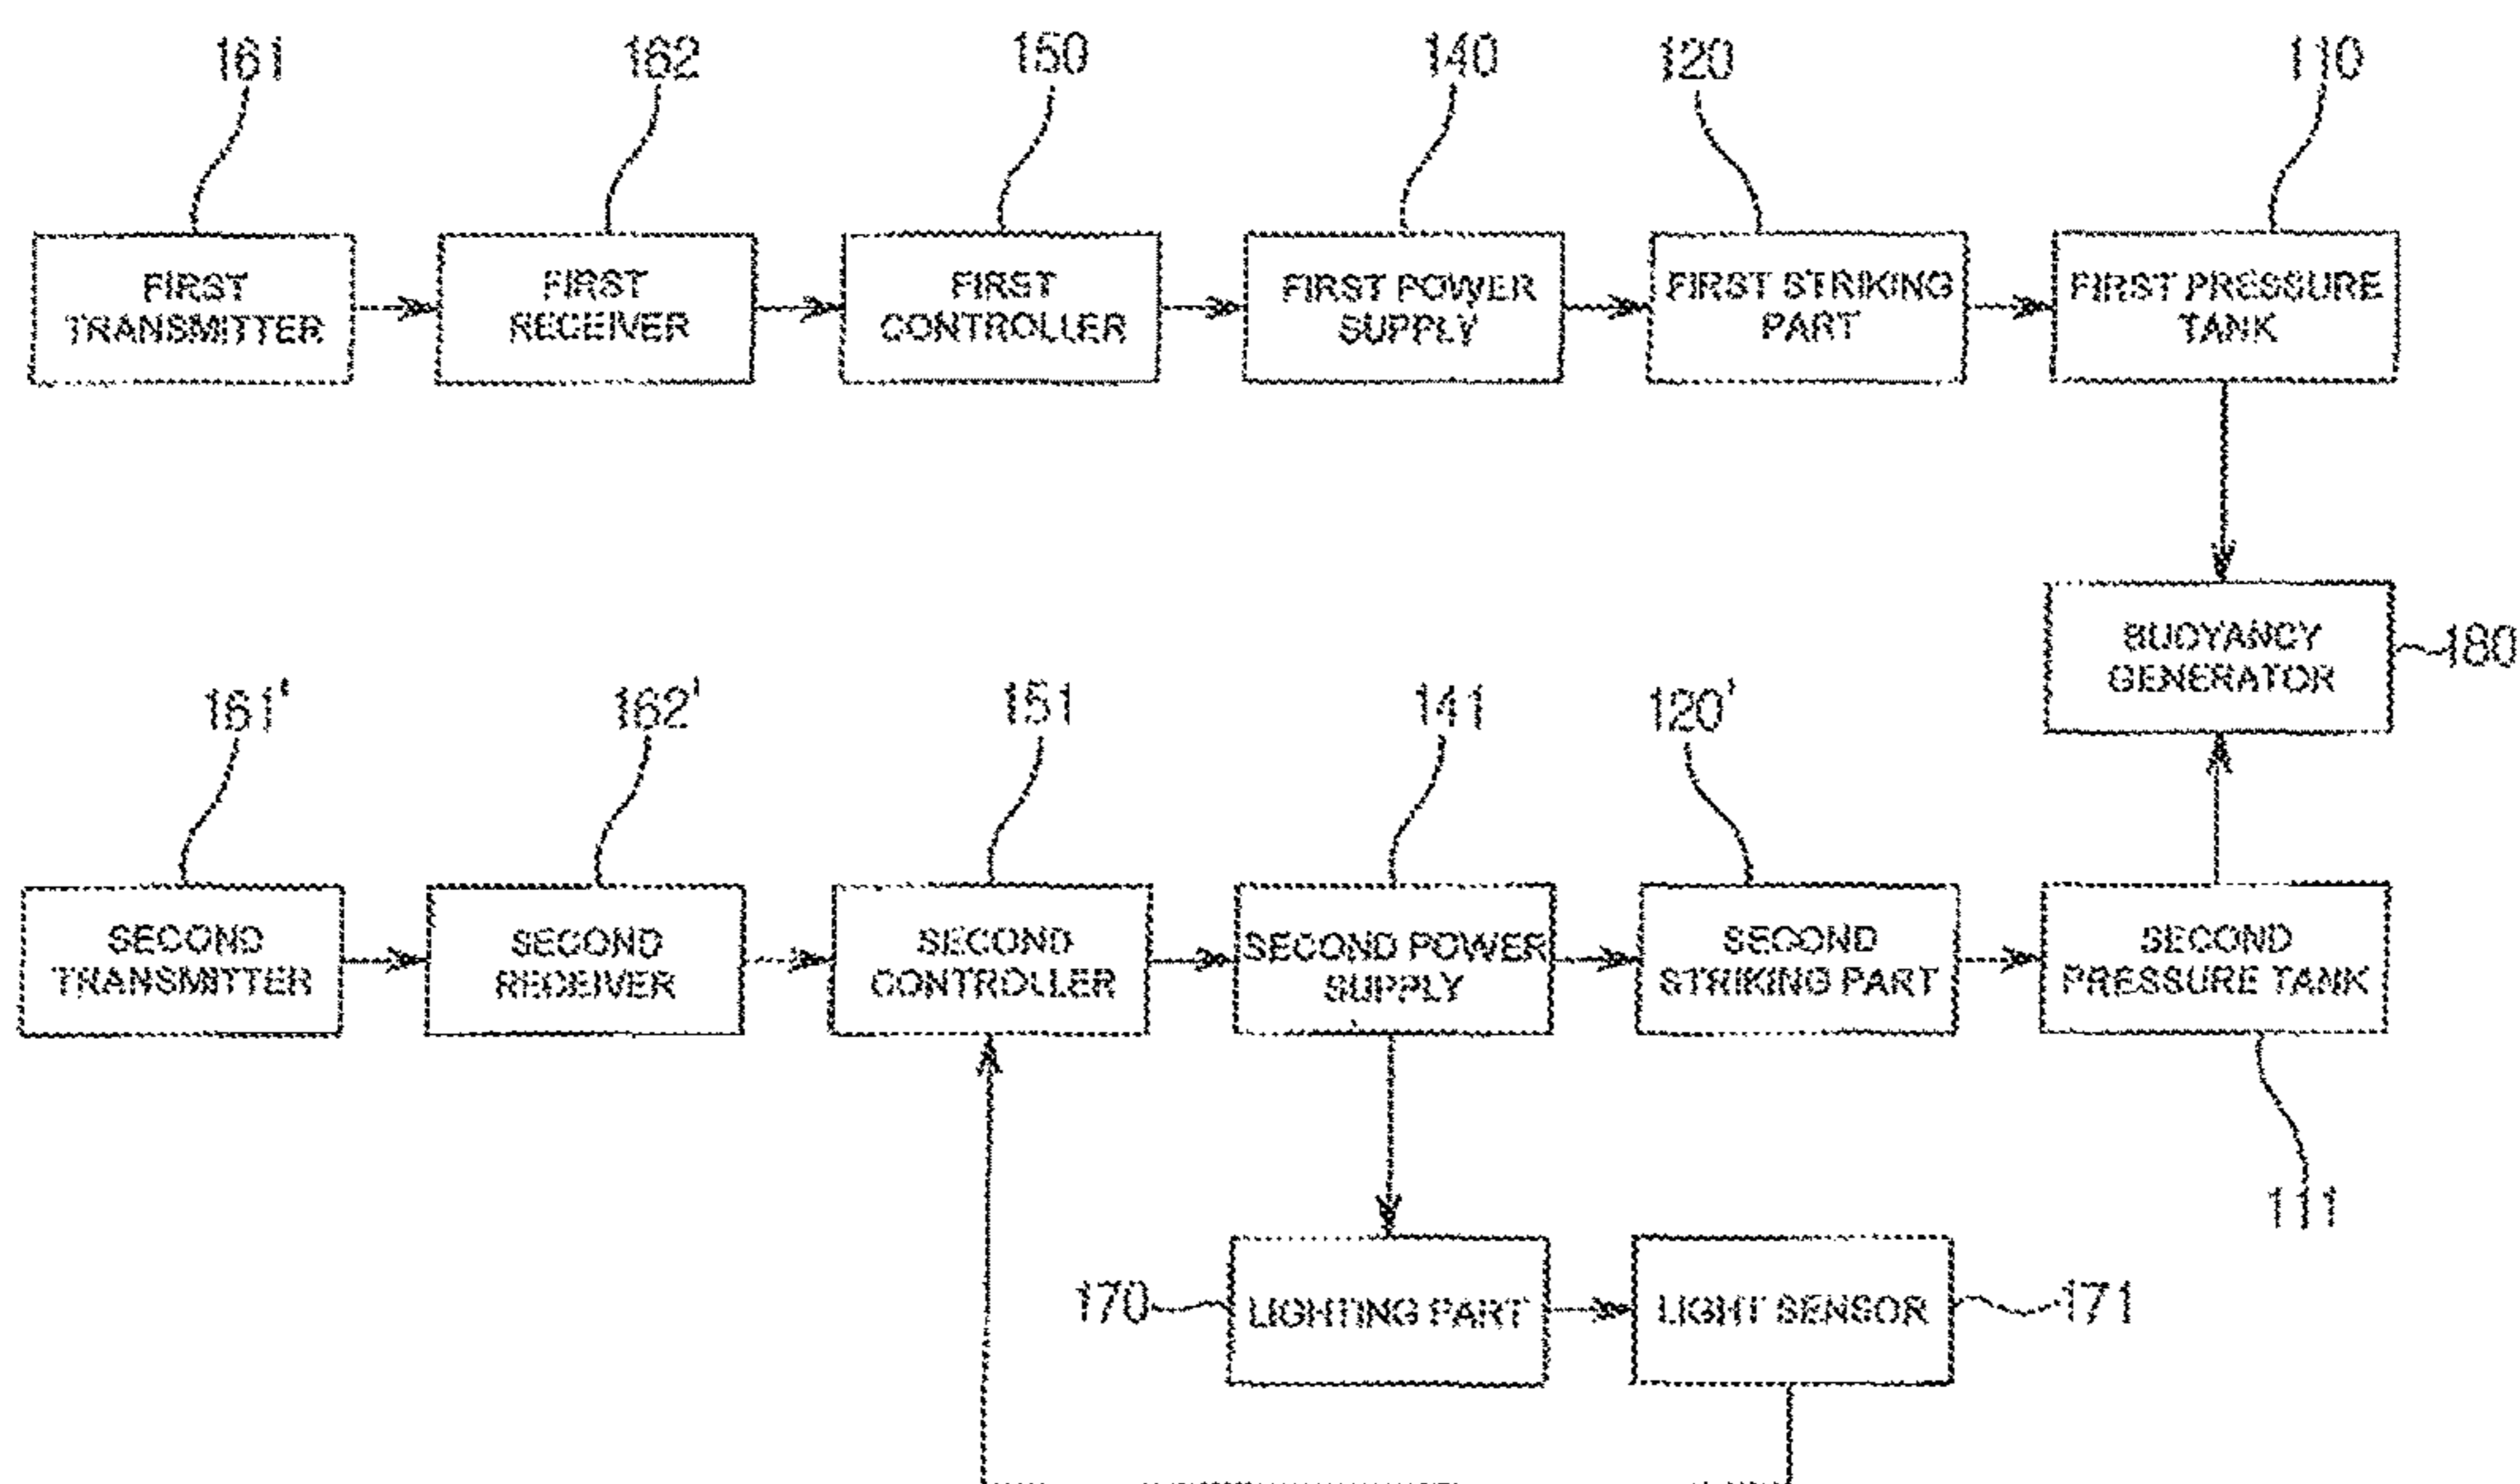 161 162 150 140 120 110
FIRST TRANSMITTER
FIRST RECEIVER
FIRST CONTROLLER
FIRST POWER SUPPLY
FIRST STRIKING PART
FIRST PRESSURE TANK
BUOYANCY GENERATOR
180
161' 162' 151 141 120'
SECOND TRANSMITTER
SECOND RECEIVER
SECOND CONTROLLER
SECOND POWER SUPPLY
SECOND STRIKING PART
SECOND PRESSURE TANK
111
170
LIGHTING PART
LIGHT SENSOR
171